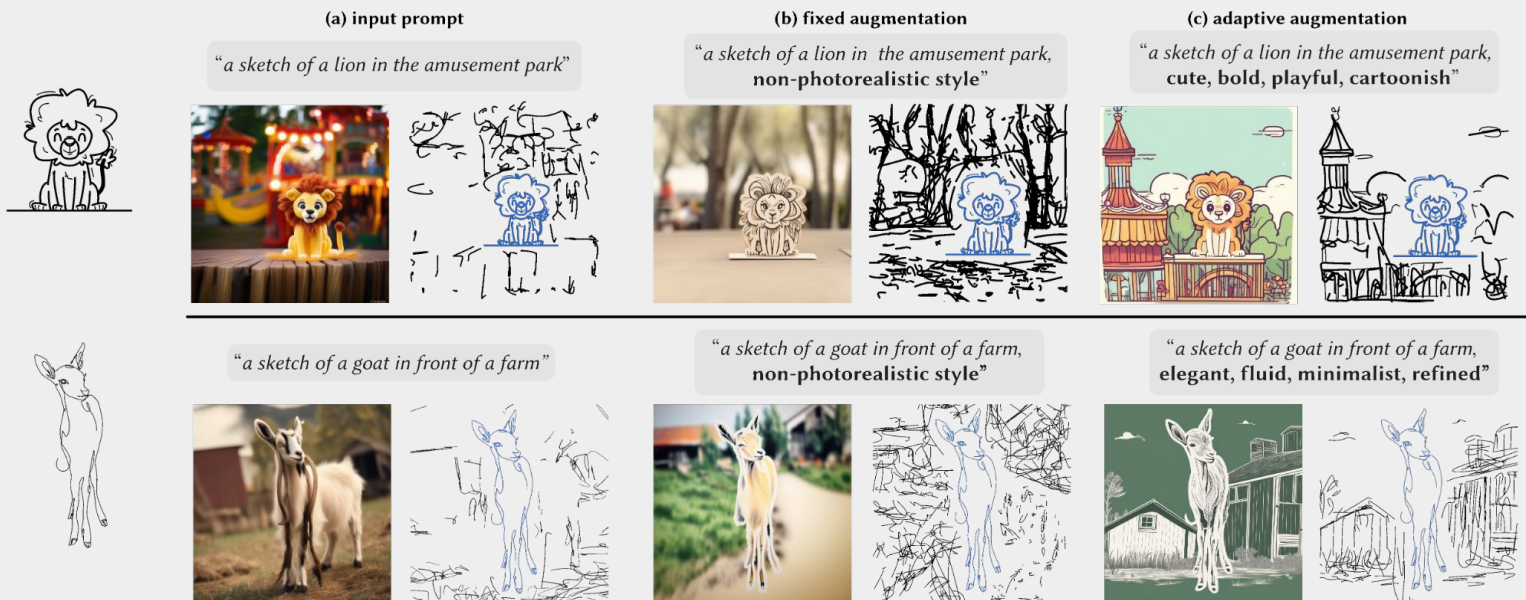 (a) input prompt
(b) fixed augmentation
(c) adaptive augmentation
“a sketch of a lion in the amusement park”
“a sketch of a lion in the amusement park,
non-photorealistic style”
“a sketch of a lion in the amusement park,
cute, bold, playful, cartoonish”
“a sketch of a goat in front of a farm”
“a sketch of a goat in front of a farm,
non-photorealistic style”
“a sketch of a goat in front of a farm,
elegant, fluid, minimalist, refined”